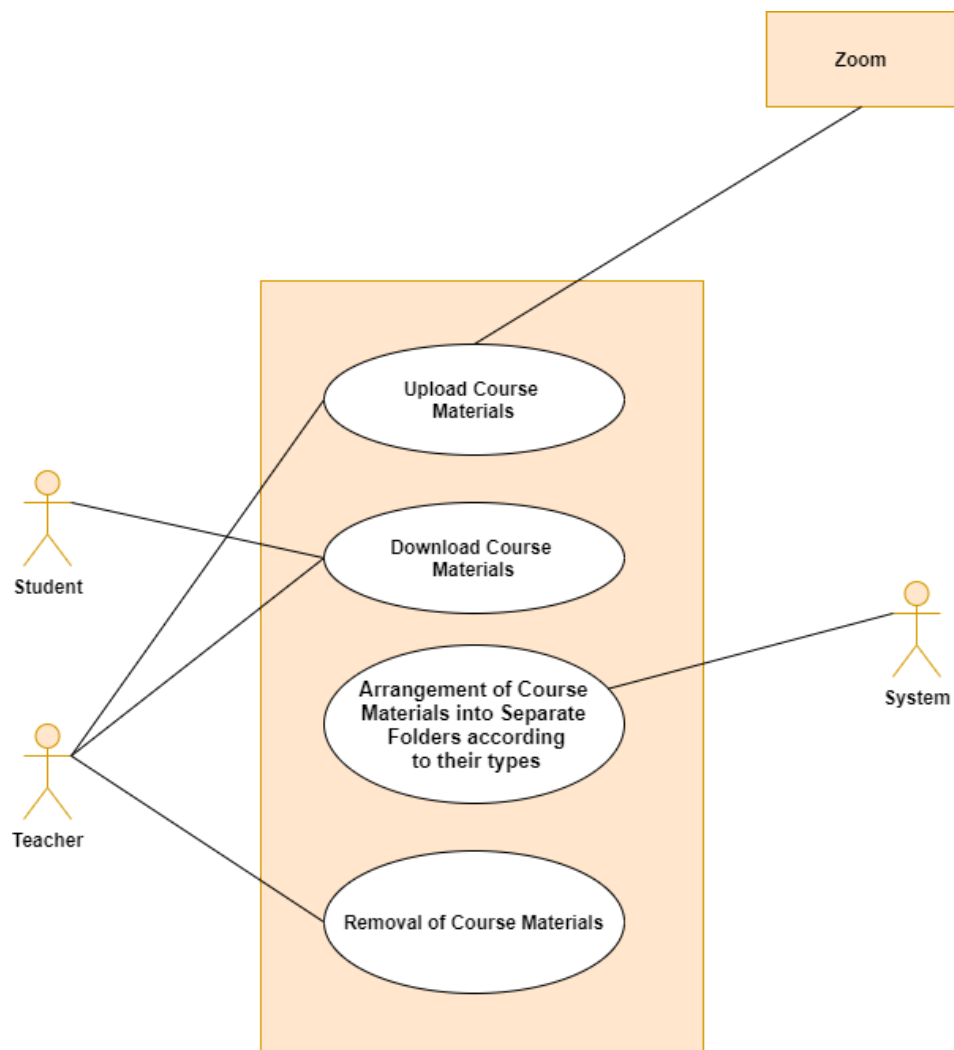 Zoom
Upload Course
Materials
Download Course
Materials
Student
Arrangement of Course
Materials into Separate
Folders according
to their types
System
Teacher
Removal of Course Materials